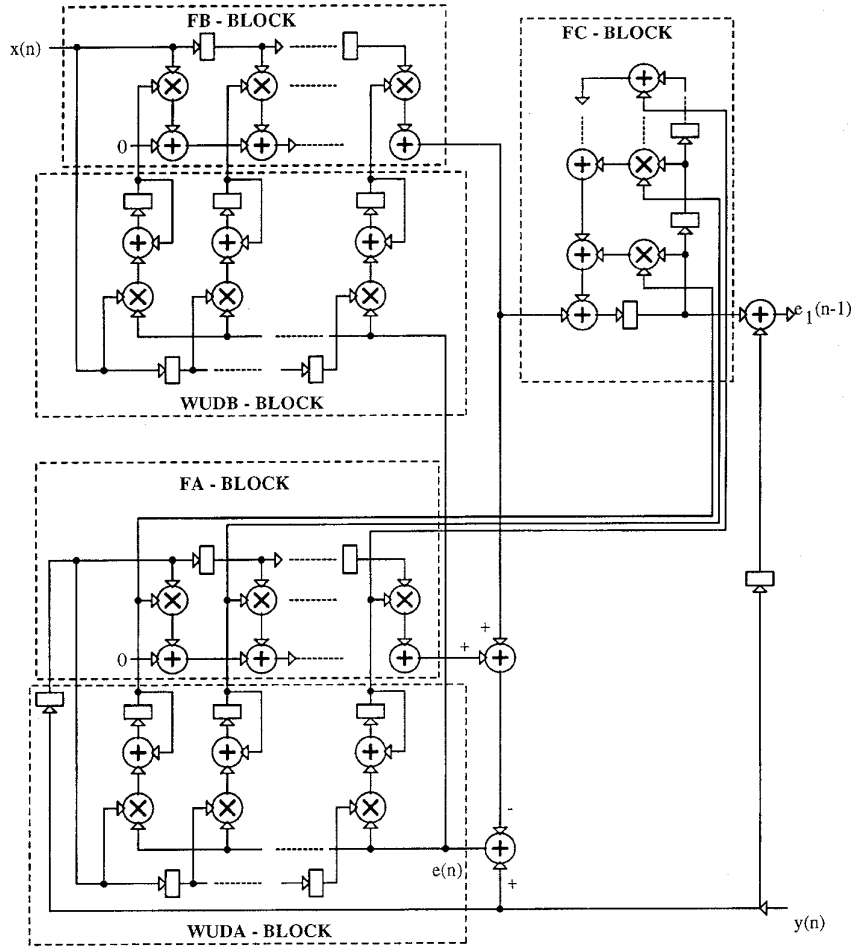 FB - BLOCK
FC - BLOCK
x(n)
0
+
-
e₁(n-1)
WUDB - BLOCK
FA - BLOCK
0
+
+
-
e(n)
+
y(n)
WUDA - BLOCK